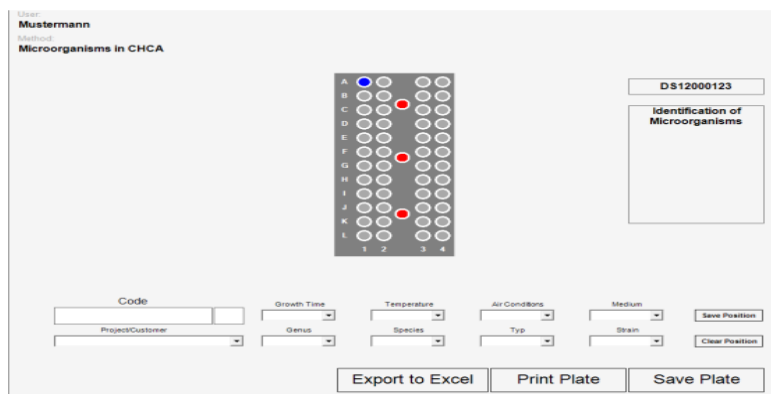 User:
Mustermann
Method:
Microorganisms in CHCA
A
B
C
D
E
F
G
H
I
J
K
L
1 2 3 4
DS12000123
Identification of
Microorganisms
Code
Growth Time Temperature Air Conditions Medium
Save Position
Project/Customer Genus Species Typ Strain
Clear Position
Export to Excel Print Plate Save Plate